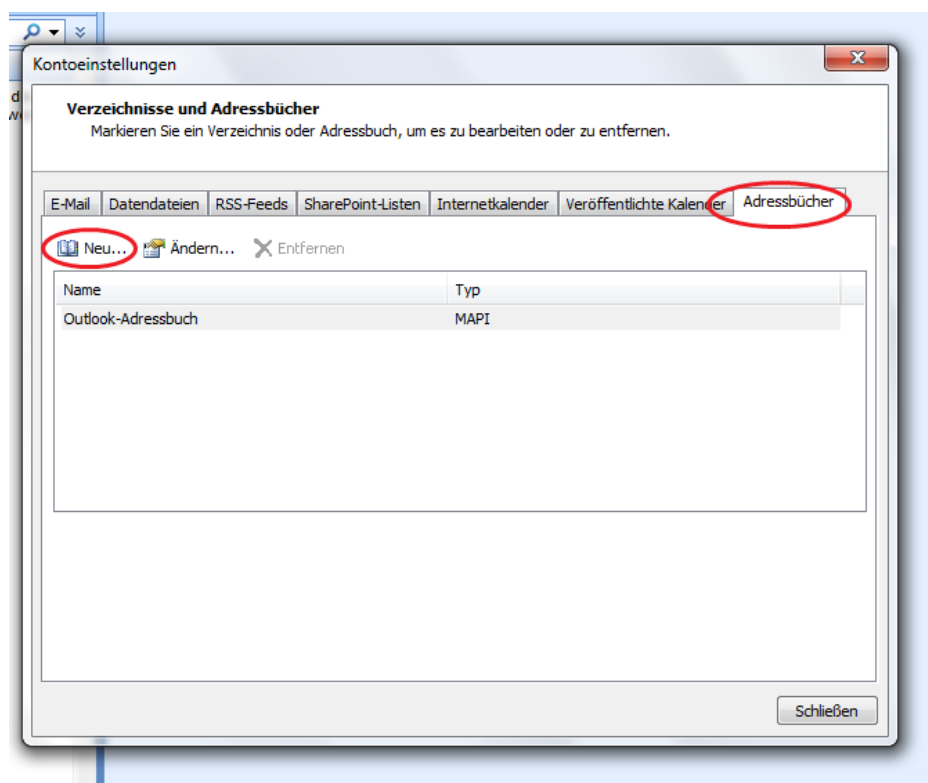 Kontoeinstellungen
Verzeichnisse und Adressbücher
Markieren Sie ein Verzeichnis oder Adressbuch, um es zu bearbeiten oder zu entfernen.
E-Mail Datendateien RSS-Feeds SharePoint-Listen Internetkalender Veröffentlichte Kalender Adressbücher
Neu... Ändern... Entfernen
Name Typ
Outlook-Adressbuch MAPI
Schließen